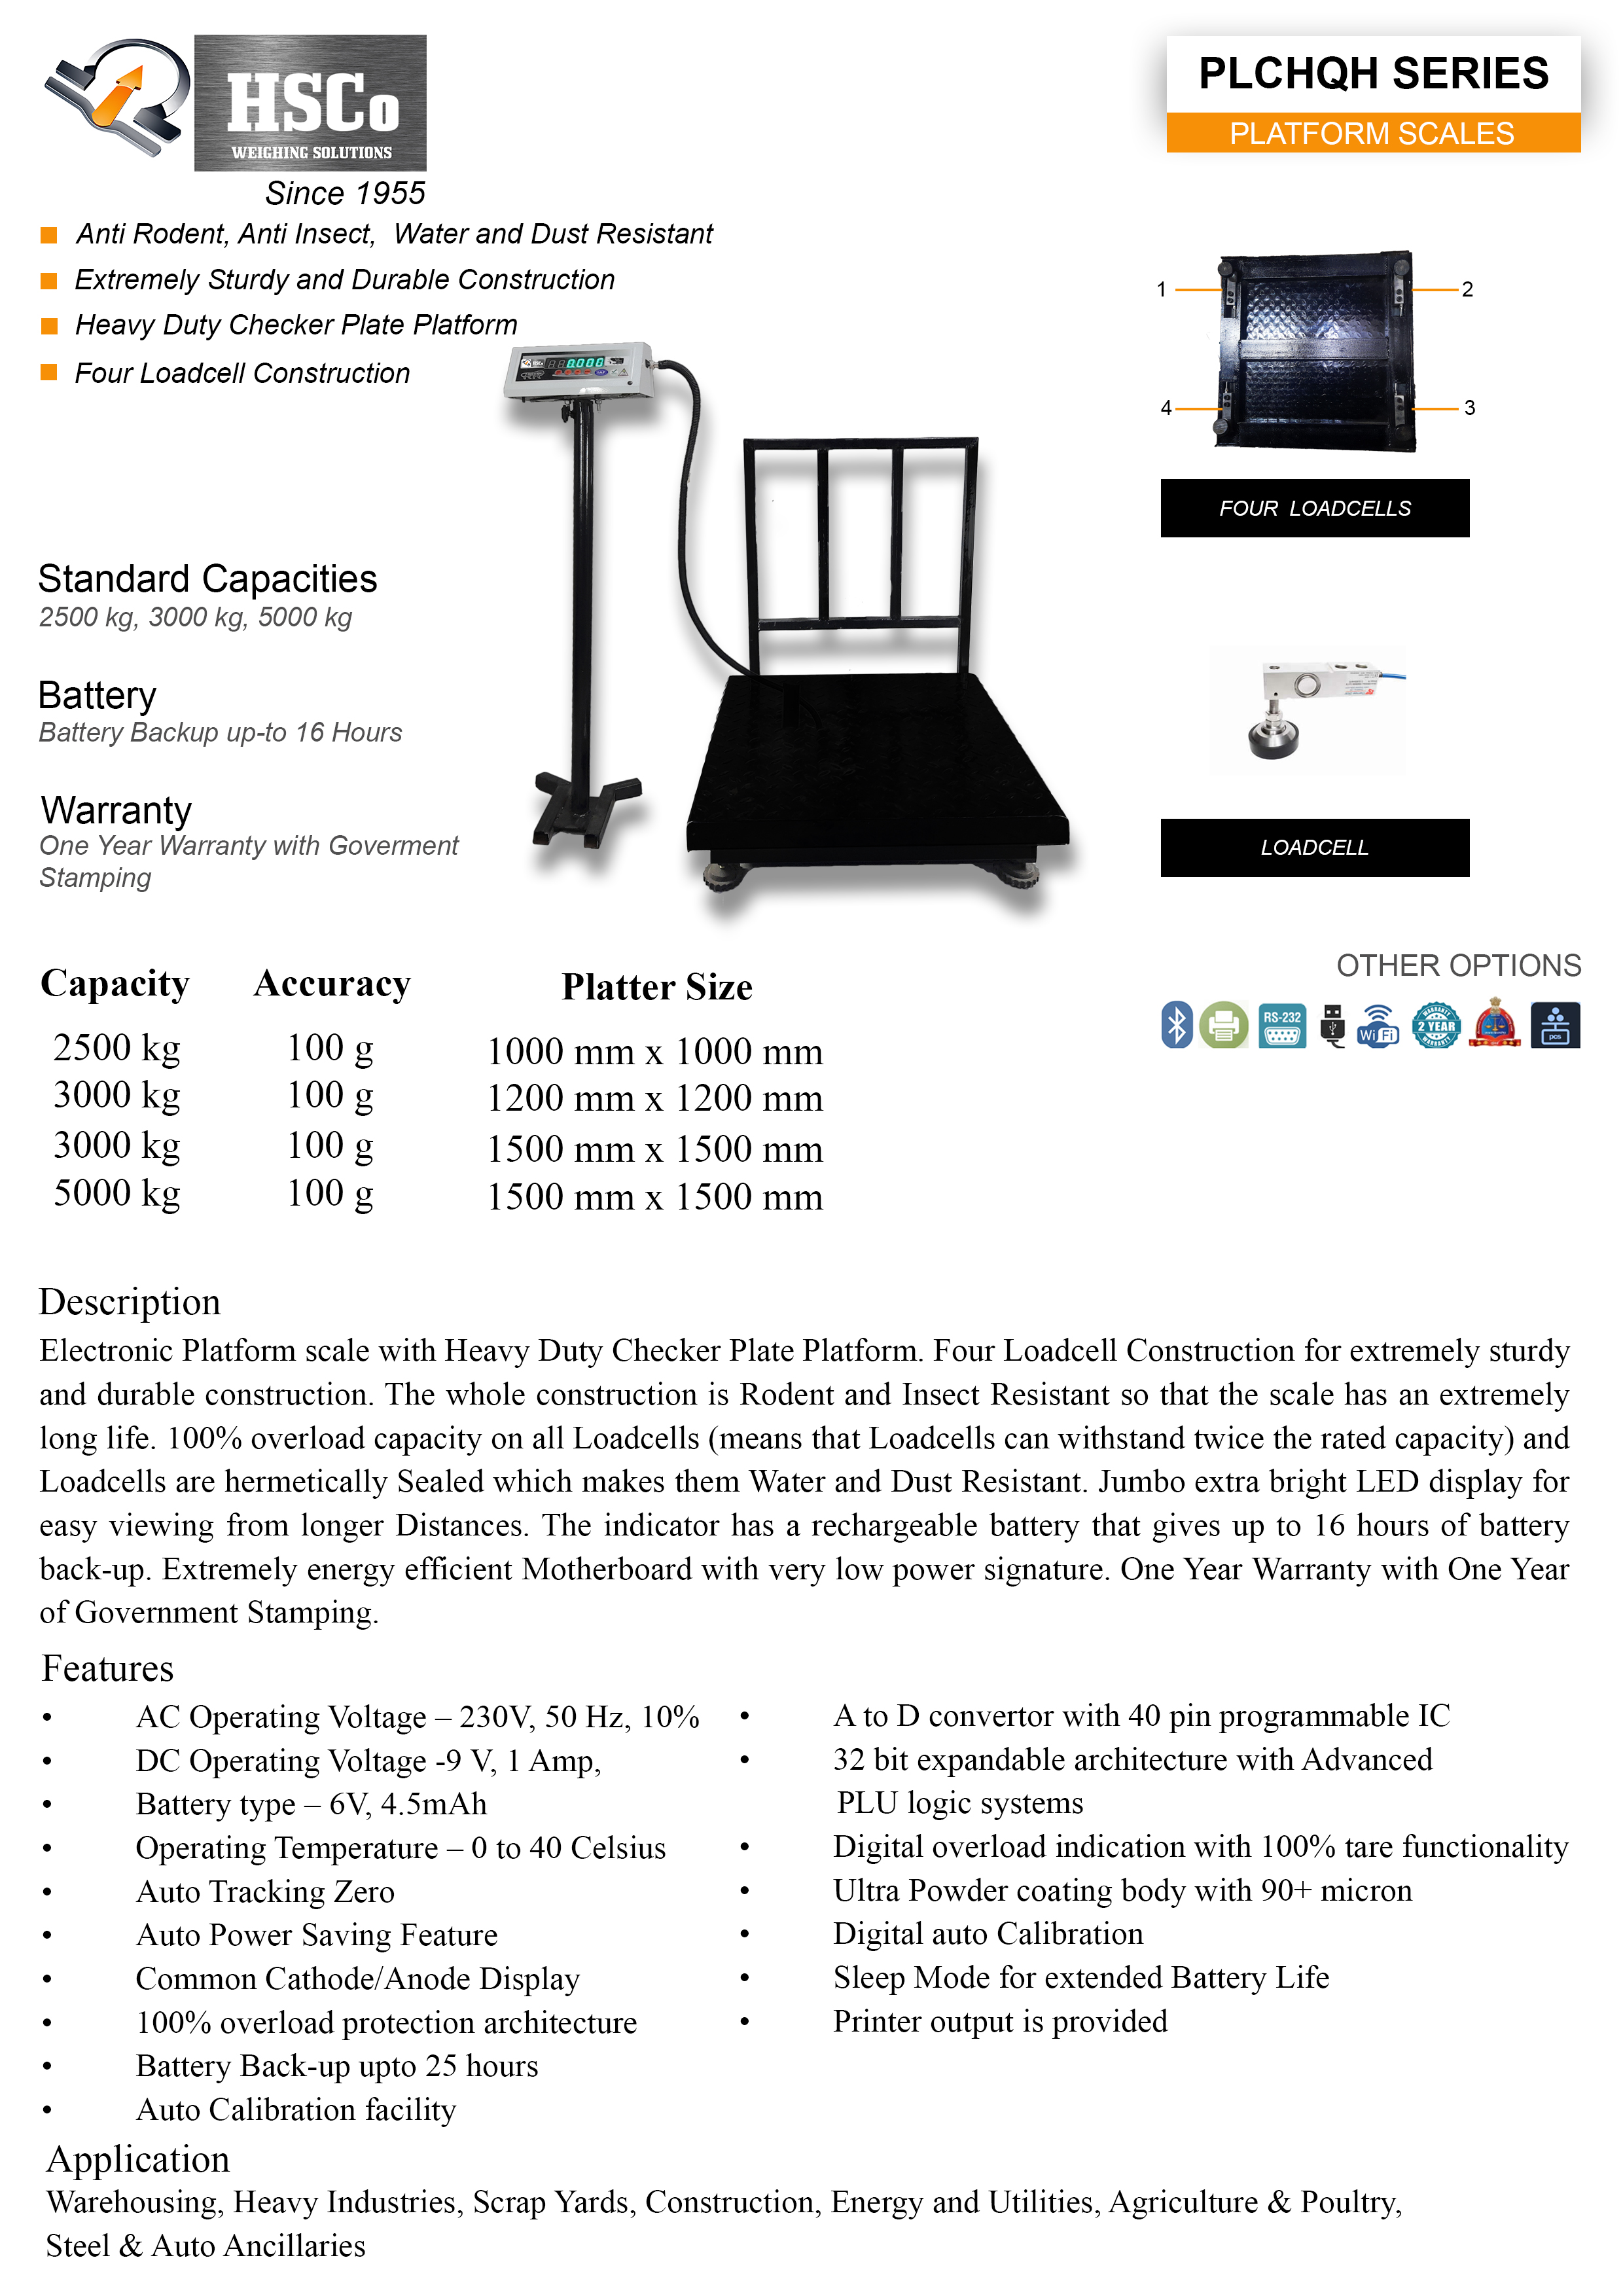 HSCo
WEIGHING SOLUTIONS
Since 1955
PLCHQH SERIES
PLATFORM SCALES
Anti Rodent, Anti Insect, Water and Dust Resistant
Extremely Sturdy and Durable Construction
Heavy Duty Checker Plate Platform
Four Loadcell Construction
0.000
1
2
4
3
FOUR LOADCELLS
Standard Capacities
2500 kg, 3000 kg, 5000 kg
Battery
Battery Backup up-to 16 Hours
Warranty
One Year Warranty with Goverment
Stamping
LOADCELL
OTHER OPTIONS
RS-232
WiFi
WARRANTY
2 YEAR
WARRANTY
pcs
Capacity Accuracy Platter Size
2500 kg 100 g 1000 mm x 1000 mm
3000 kg 100 g 1200 mm x 1200 mm
3000 kg 100 g 1500 mm x 1500 mm
5000 kg 100 g 1500 mm x 1500 mm
Description
Electronic Platform scale with Heavy Duty Checker Plate Platform. Four Loadcell Construction for extremely sturdy
and durable construction. The whole construction is Rodent and Insect Resistant so that the scale has an extremely
long life. 100% overload capacity on all Loadcells (means that Loadcells can withstand twice the rated capacity) and
Loadcells are hermetically Sealed which makes them Water and Dust Resistant. Jumbo extra bright LED display for
easy viewing from longer Distances. The indicator has a rechargeable battery that gives up to 16 hours of battery
back-up. Extremely energy efficient Motherboard with very low power signature. One Year Warranty with One Year
of Government Stamping.
Features
• AC Operating Voltage – 230V, 50 Hz, 10%
• DC Operating Voltage -9 V, 1 Amp,
• Battery type – 6V, 4.5mAh
• Operating Temperature – 0 to 40 Celsius
• Auto Tracking Zero
• Auto Power Saving Feature
• Common Cathode/Anode Display
• 100% overload protection architecture
• Battery Back-up upto 25 hours
• Auto Calibration facility
• A to D convertor with 40 pin programmable IC
• 32 bit expandable architecture with Advanced
PLU logic systems
• Digital overload indication with 100% tare functionality
• Ultra Powder coating body with 90+ micron
• Digital auto Calibration
• Sleep Mode for extended Battery Life
• Printer output is provided
Application
Warehousing, Heavy Industries, Scrap Yards, Construction, Energy and Utilities, Agriculture & Poultry,
Steel & Auto Ancillaries